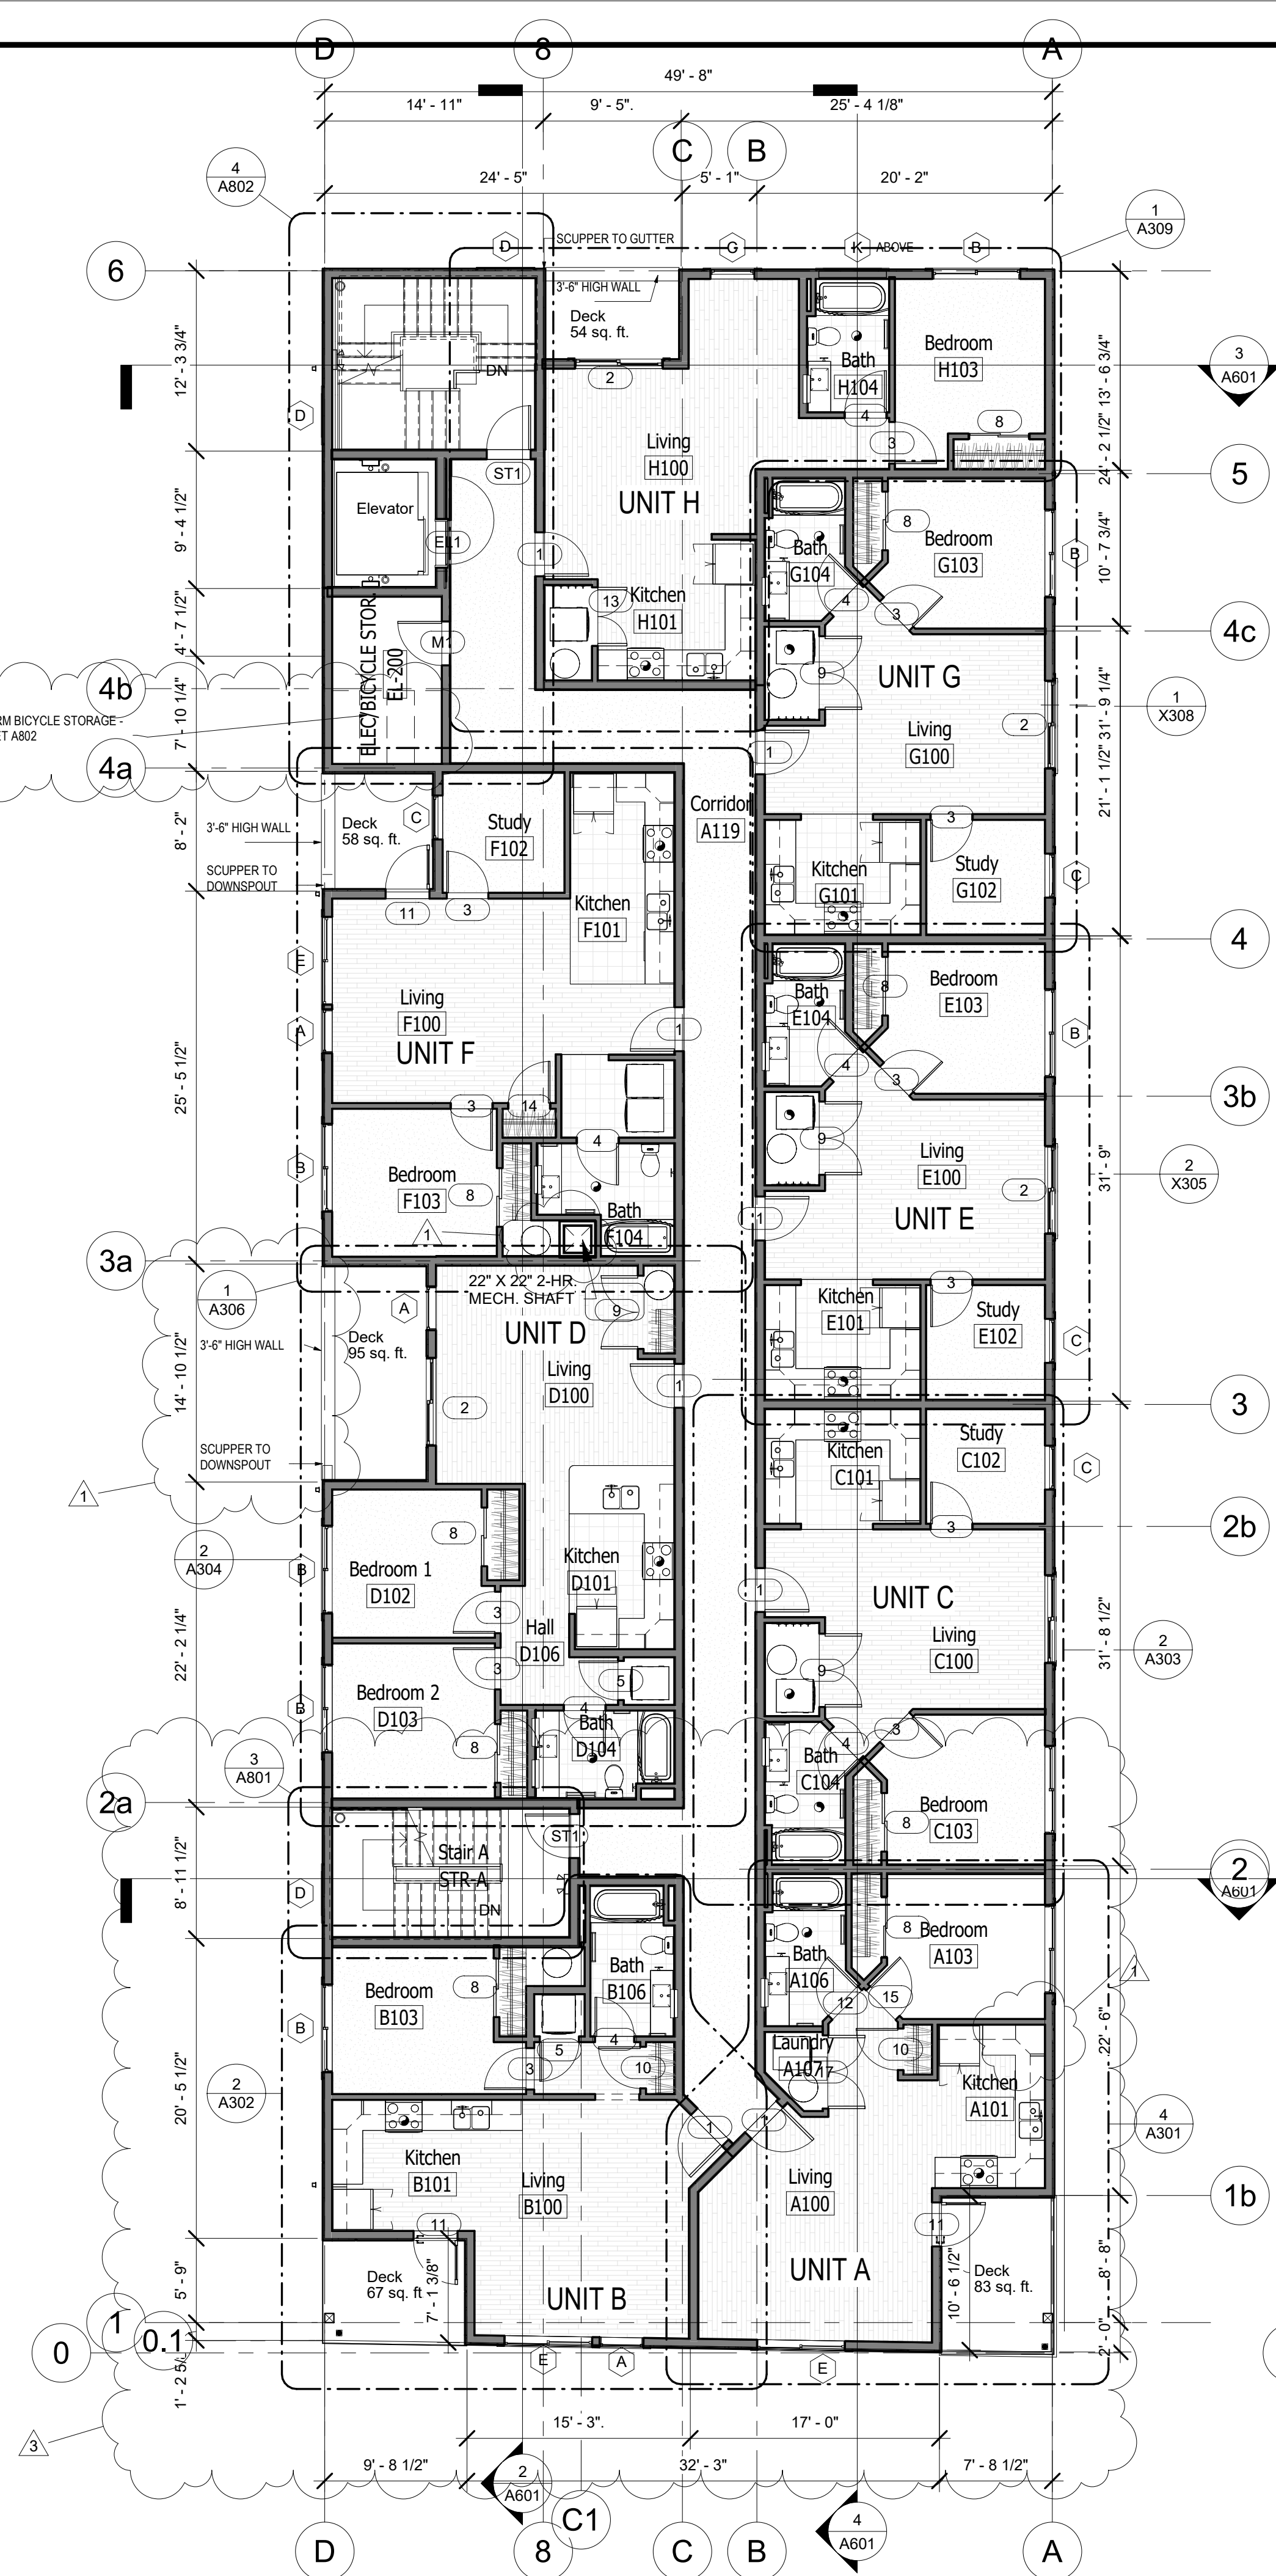 D
8
A
49' - 8"
14' - 11"
9' - 5".
25' - 4 1/8"
C
B
4
A802
24' - 5"
5' - 1"
20' - 2"
1
A309
D
SCUPPER TO GUTTER
G
K
ABOVE
B
6
3'-6" HIGH WALL
Deck
54 sq. ft.
12' - 3 3/4"
DN
2
Bath
H104
4
Bedroom
H103
13' - 6 3/4"
3
A601
D
Living
H100
UNIT H
3
8
24' - 2 1/2"
5
ST1
9' - 4 1/2"
Elevator
EL1
1
Bath
G104
8
Bedroom
G103
B
10' - 7 3/4"
4' - 7 1/2"
ELEC/BICYCLE STOR.
EL-200
M1
13
Kitchen
H101
4
3
4c
4b
RM BICYCLE STORAGE -
ET A802
7' - 10 1/4"
9
UNIT G
Living
G100
2
1
X308
4a
1
21' - 1 1/2"
31' - 9 1/4"
8' - 2"
3'-6" HIGH WALL
Deck
58 sq. ft.
C
Study
F102
Corridor
A119
3
SCUPPER TO
DOWNSPOUT
11
3
Kitchen
F101
Kitchen
G101
Study
G102
C
4
E
Living
F100
UNIT F
A
1
Bath
E104
8
Bedroom
E103
B
25' - 5 1/2"
4
3
3b
3
14
4
9
Living
E100
UNIT E
2
31' - 9"
2
X305
B
Bedroom
F103
8
1
Bath
F104
1
3a
1
A306
22" X 22" 2-HR.
MECH. SHAFT
9
A
UNIT D
Kitchen
E101
3
Study
E102
C
3'-6" HIGH WALL
Deck
95 sq. ft.
Living
D100
1
14' - 10 1/2"
2
3
SCUPPER TO
DOWNSPOUT
1
Kitchen
C101
Study
C102
C
8
3
2b
2
A304
B
Bedroom 1
D102
Kitchen
D101
1
UNIT C
3
Hall
D106
Living
C100
31' - 8 1/2"
2
A303
22' - 2 1/4"
3
5
9
B
Bedroom 2
D103
4
Bath
D104
8
4
3
3
A801
Bath
C104
8
Bedroom
C103
2a
ST1
Stair A
STR-A
DN
8' - 11 1/2"
D
2
A601
Bath
A106
8
Bedroom
A103
Bedroom
B103
8
Bath
B106
12
15
1
B
5
4
3
10
Laundry
A107
17
10
22' - 6"
2
A302
20' - 5 1/2"
Kitchen
A101
4
A301
1
1
Kitchen
B101
Living
B100
Living
A100
1b
11
11
5' - 9"
Deck
67 sq. ft
7' - 1 3/8"
UNIT B
UNIT A
10' - 6 1/2"
Deck
83 sq. ft.
8' - 8"
1
0
0.1
2' - 0"
E
A
E
15' - 3".
17' - 0"
3
9' - 8 1/2"
32' - 3"
7' - 8 1/2"
2
A601
C1
4
A601
D
8
C
B
A